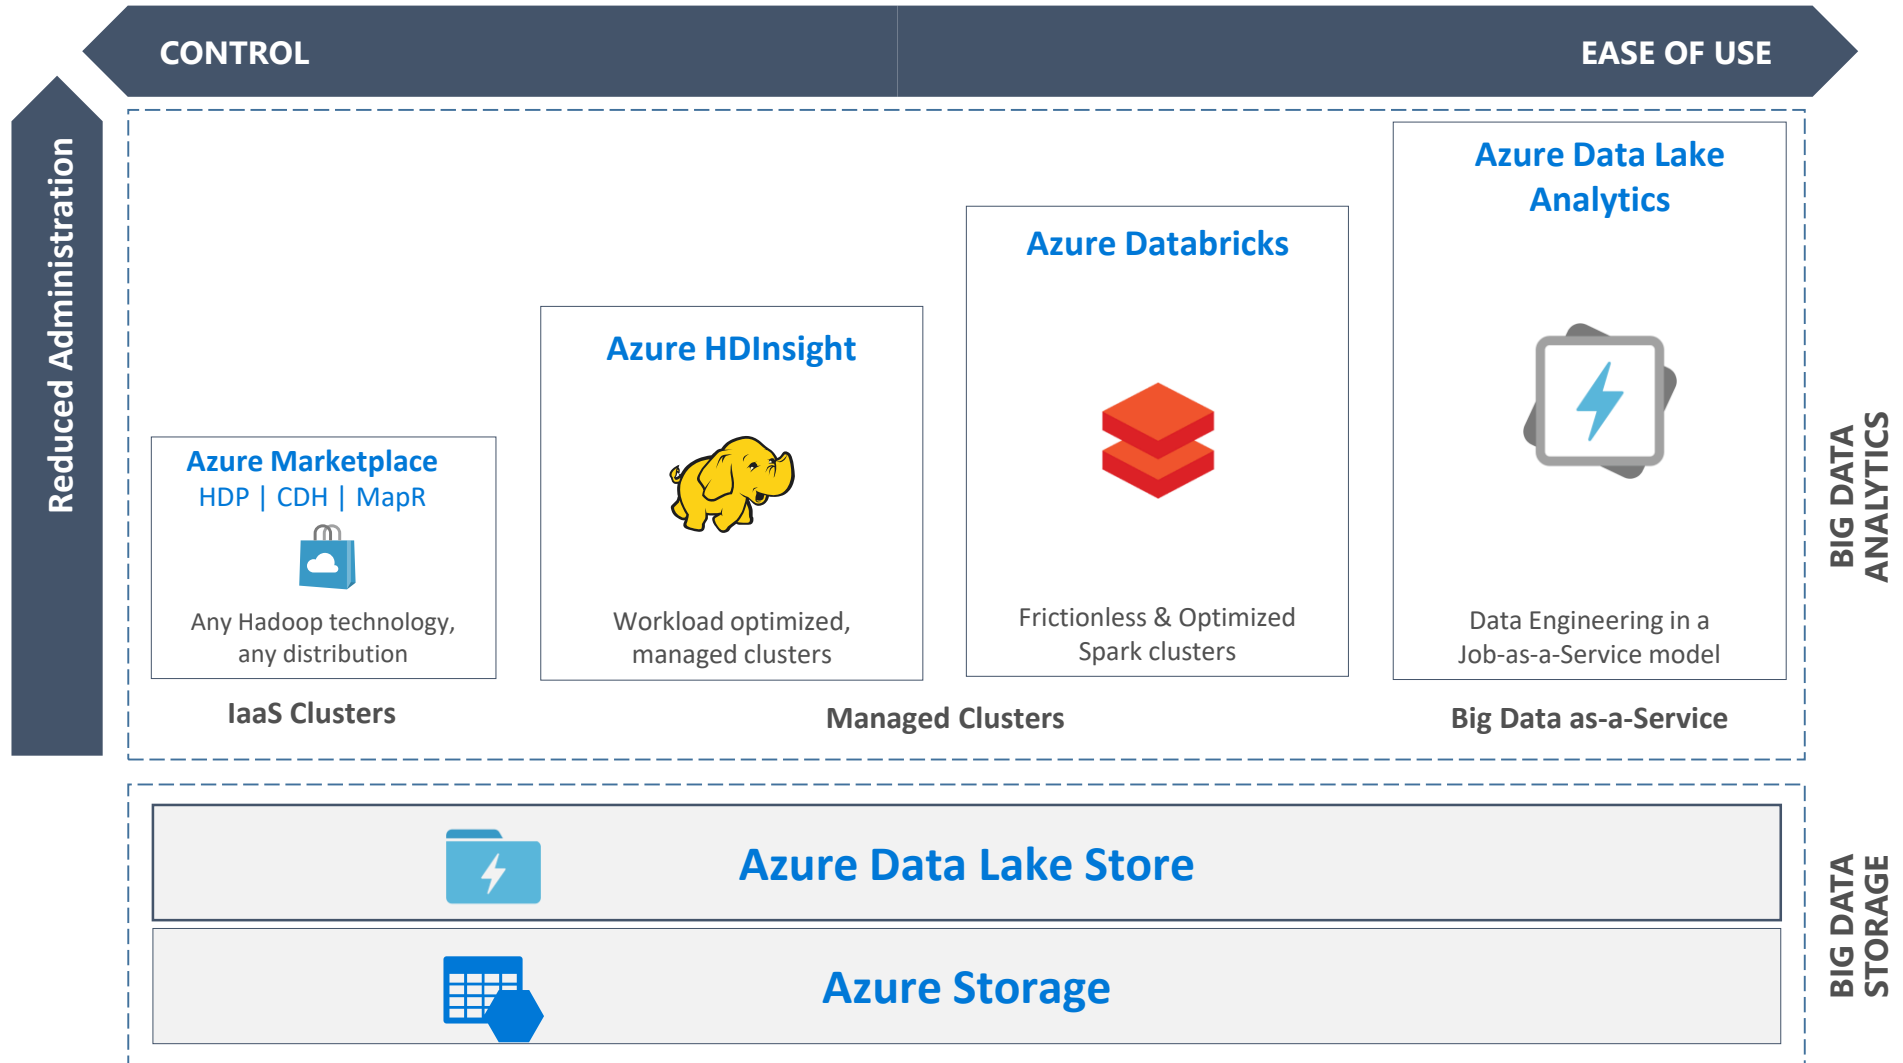 CONTROL
EASE OF USE
Reduced Administration
Azure Marketplace
HDP | CDH | MapR
Any Hadoop technology,
any distribution
IaaS Clusters
Azure HDInsight
Workload optimized,
managed clusters
Azure Databricks
Frictionless & Optimized
Spark clusters
Managed Clusters
Azure Data Lake
Analytics
Data Engineering in a
Job-as-a-Service model
Big Data as-a-Service
BIG DATA
ANALYTICS
Azure Data Lake Store
Azure Storage
BIG DATA
STORAGE